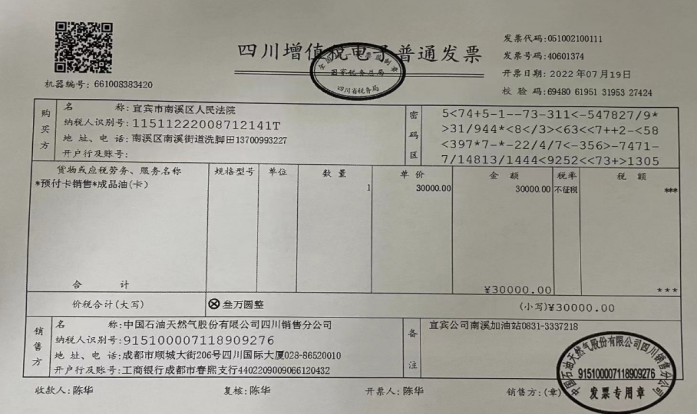 四川增值税电子普通发票
发票代码:051002100111
发票号码:40601374
开票日期:2022年07月19日
校 验 码:69480 61951 31953 27424
机器编号:661008383420
国家税务总局
四川省税务局
购买方
名 称:宜宾市南溪区人民法院
纳税人识别号:11511222008712141T
地 址、电 话:南溪区南溪街道洗脚田13700993227
开户行及账号:
密码区
5<74+5-1--73-311<-547827/9*
>31/944*<8</3><63<<7++2-<58
<397*7-*-22/4/7<-356>-7471-
7/14813/1444<9252<<73+>1305
货物或应税劳务、服务名称 规格型号 单位 数 量 单 价 金 额 税率 税 额
*预付卡销售*成品油(卡) 1 30000.00 30000.00 不征税 ***
合 计 ¥30000.00 ***
价税合计(大写) ⊗叁万圆整 (小写)¥30000.00
销售方
名 称:中国石油天然气股份有限公司四川销售分公司
纳税人识别号:915100007118909276
地 址、电 话:成都市顺城大街206号四川国际大厦028-86520010
开户行及账号:工商银行成都市春熙支行4402209009066120432
备注
宜宾公司南溪加油站0831-3337218
收款人:陈华 复核:陈华 开票人:陈华 销售方:(章)
中国石油天然气股份有限公司四川销售分公司
915100007118909276
发票专用章